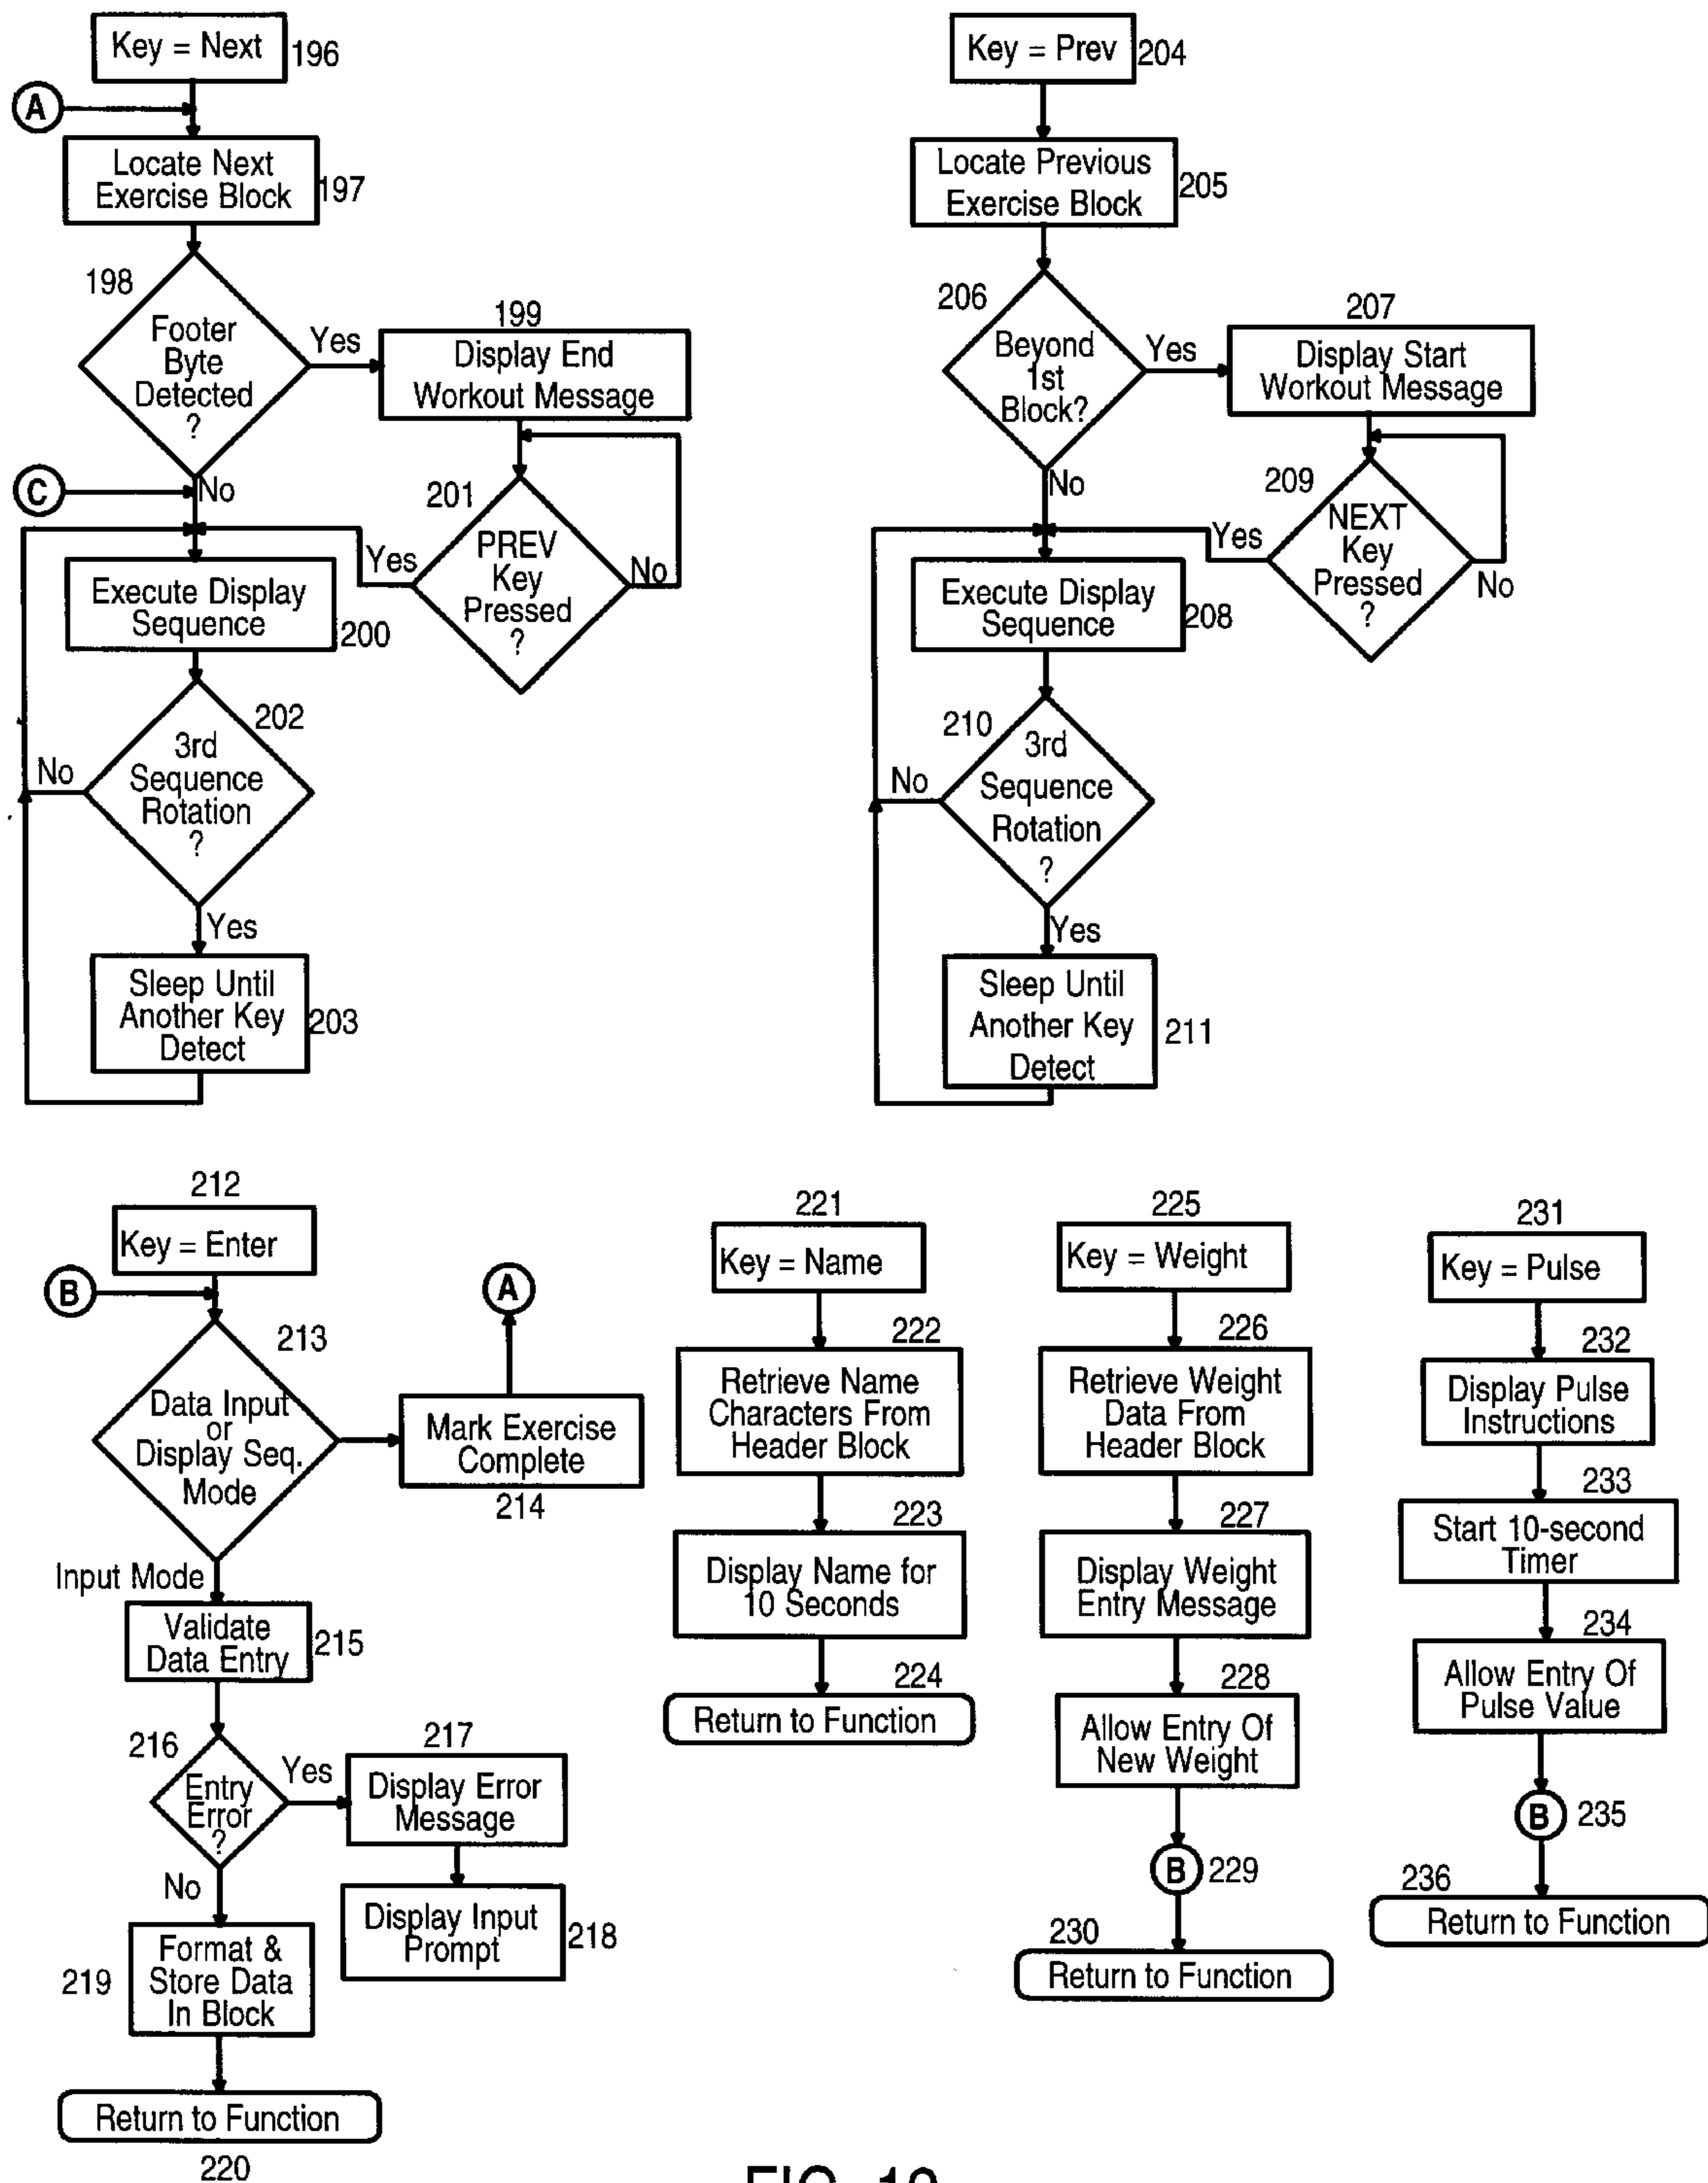 Key = Next
196
A
Locate Next
Exercise Block
197
198
Footer
Byte
Detected
?
Yes
199
Display End
Workout Message
C
No
201
PREV
Key
Pressed
?
Yes
No
Execute Display
Sequence
200
202
3rd
Sequence
Rotation
?
No
Yes
Sleep Until
Another Key
Detect
203
Key = Prev
204
Locate Previous
Exercise Block
205
206
Beyond
1st
Block?
Yes
207
Display Start
Workout Message
No
209
NEXT
Key
Pressed
?
Yes
No
Execute Display
Sequence
208
210
3rd
Sequence
Rotation
?
No
Yes
Sleep Until
Another Key
Detect
211
212
Key = Enter
B
213
Data Input
or
Display Seq.
Mode
A
Mark Exercise
Complete
214
Input Mode
Validate
Data Entry
215
216
Entry
Error
?
Yes
217
Display Error
Message
Display Input
Prompt
218
No
219
Format &
Store Data
In Block
Return to Function
220
221
Key = Name
222
Retrieve Name
Characters From
Header Block
223
Display Name for
10 Seconds
224
Return to Function
225
Key = Weight
226
Retrieve Weight
Data From
Header Block
227
Display Weight
Entry Message
228
Allow Entry Of
New Weight
B
229
230
Return to Function
231
Key = Pulse
232
Display Pulse
Instructions
233
Start 10-second
Timer
234
Allow Entry Of
Pulse Value
B
235
236
Return to Function